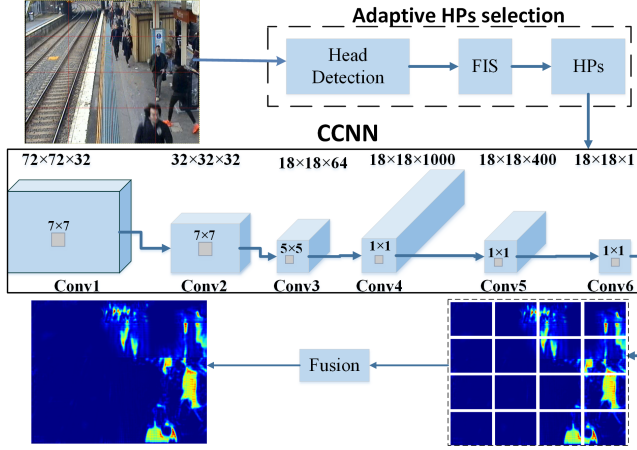 Adaptive HPs selection
Head
Detection
FIS
HPs
CCNN
72×72×32
32×32×32
18×18×64
18×18×1000
18×18×400
18×18×1
7×7
7×7
5×5
1×1
1×1
1×1
Conv1
Conv2
Conv3
Conv4
Conv5
Conv6
Fusion